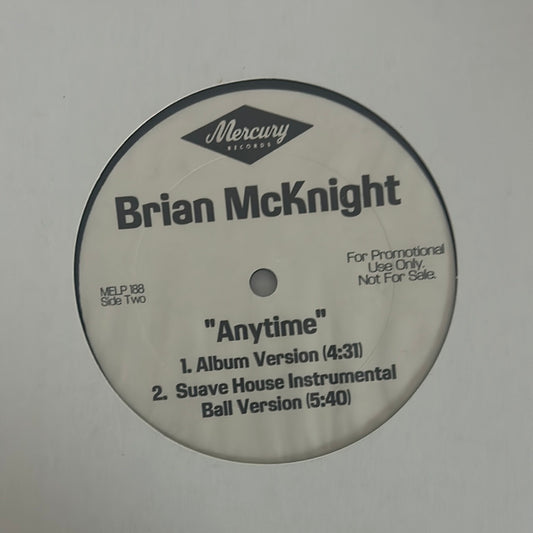 Mercury
RECORDS
Brian McKnight
For Promotional
Use Only.
Not For Sale.
MELP 188
Side Two
"Anytime"
1. Album Version (4:31)
2. Suave House Instrumental
Ball Version (5:40)